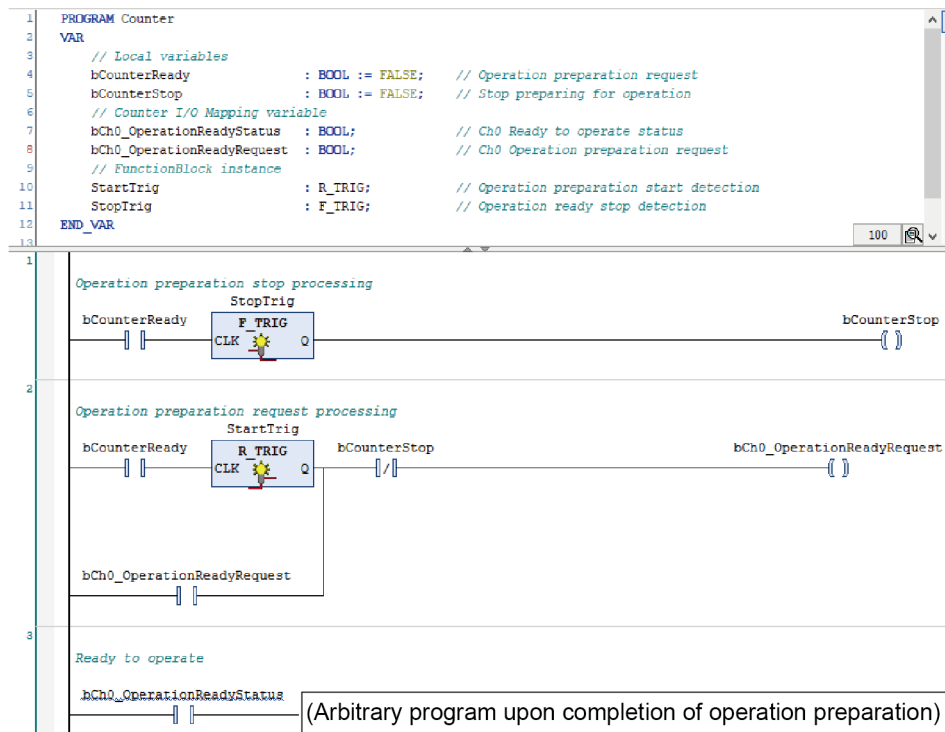 1 PROGRAM Counter
2 VAR
3 // Local variables
4 bCounterReady : BOOL := FALSE; // Operation preparation request
5 bCounterStop : BOOL := FALSE; // Stop preparing for operation
6 // Counter I/O Mapping variable
7 bCh0_OperationReadyStatus : BOOL; // Ch0 Ready to operate status
8 bCh0_OperationReadyRequest : BOOL; // Ch0 Operation preparation request
9 // FunctionBlock instance
10 StartTrig : R_TRIG; // Operation preparation start detection
11 StopTrig : F_TRIG; // Operation ready stop detection
12 END_VAR
100
13
1
Operation preparation stop processing
StopTrig
bCounterReady F_TRIG bCounterStop
CLK Q
2
Operation preparation request processing
StartTrig
bCounterReady R_TRIG bCounterStop bCh0_OperationReadyRequest
CLK Q
bCh0_OperationReadyRequest
3
Ready to operate
bCh0_OperationReadyStatus
(Arbitrary program upon completion of operation preparation)